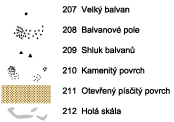 207 Velký balvan
208 Balvanové pole
209 Shluk balvanů
210 Kamenitý povrch
211 Otevřený písčitý povrch
212 Holá skála